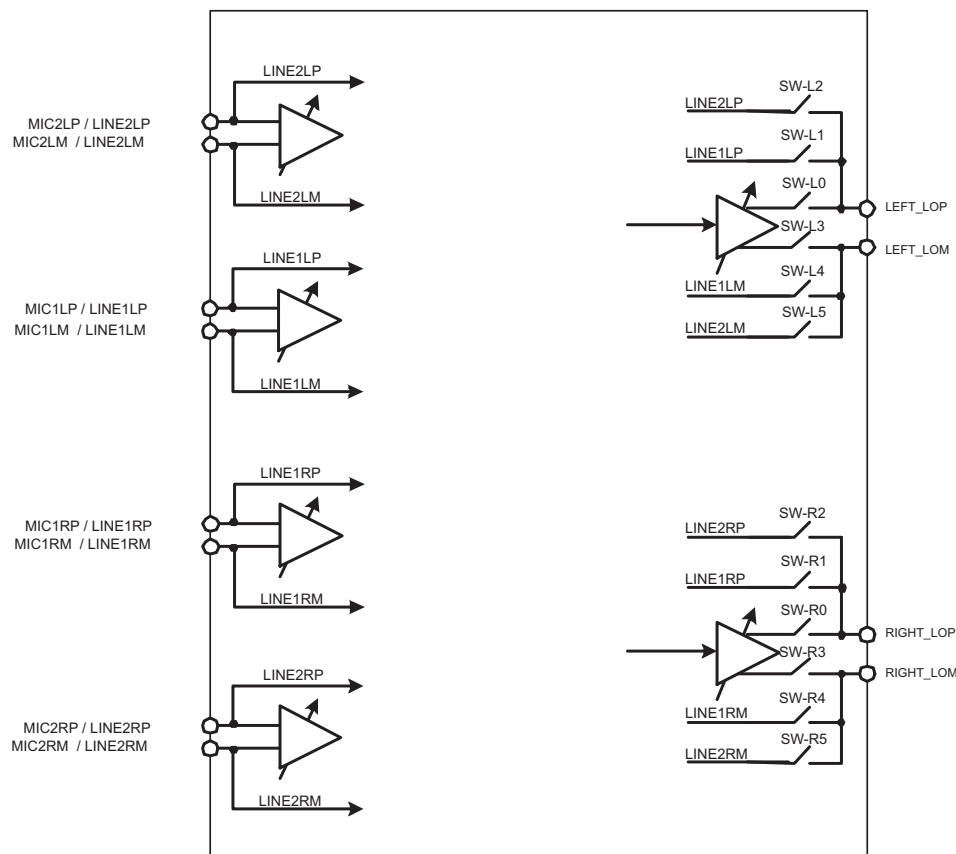 LINE2LP
MIC2LP / LINE2LP
MIC2LM / LINE2LM
LINE2LM
LINE1LP
MIC1LP / LINE1LP
MIC1LM / LINE1LM
LINE1LM
LINE1RP
MIC1RP / LINE1RP
MIC1RM / LINE1RM
LINE1RM
LINE2RP
MIC2RP / LINE2RP
MIC2RM / LINE2RM
LINE2RM
SW-L2
LINE2LP
SW-L1
LINE1LP
SW-L0
LEFT_LOP
SW-L3
LEFT_LOM
SW-L4
LINE1LM
SW-L5
LINE2LM
SW-R2
LINE2RP
SW-R1
LINE1RP
SW-R0
RIGHT_LOP
SW-R3
RIGHT_LOM
SW-R4
LINE1RM
SW-R5
LINE2RM